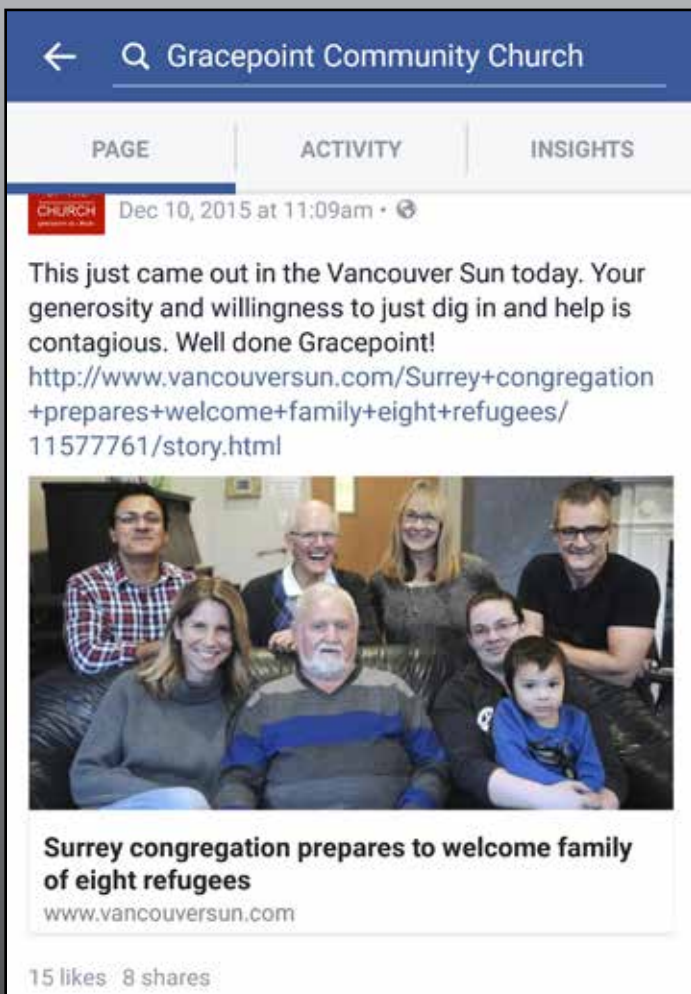 Gracepoint Community Church
PAGE
ACTIVITY
INSIGHTS
CHURCH
Dec 10, 2015 at 11:09am •
This just came out in the Vancouver Sun today. Your
generosity and willingness to just dig in and help is
contagious. Well done Gracepoint!
http://www.vancouversun.com/Surrey+congregation
+prepares+welcome+family+eight+refugees/
11577761/story.html
Surrey congregation prepares to welcome family
of eight refugees
www.vancouversun.com
15 likes 8 shares